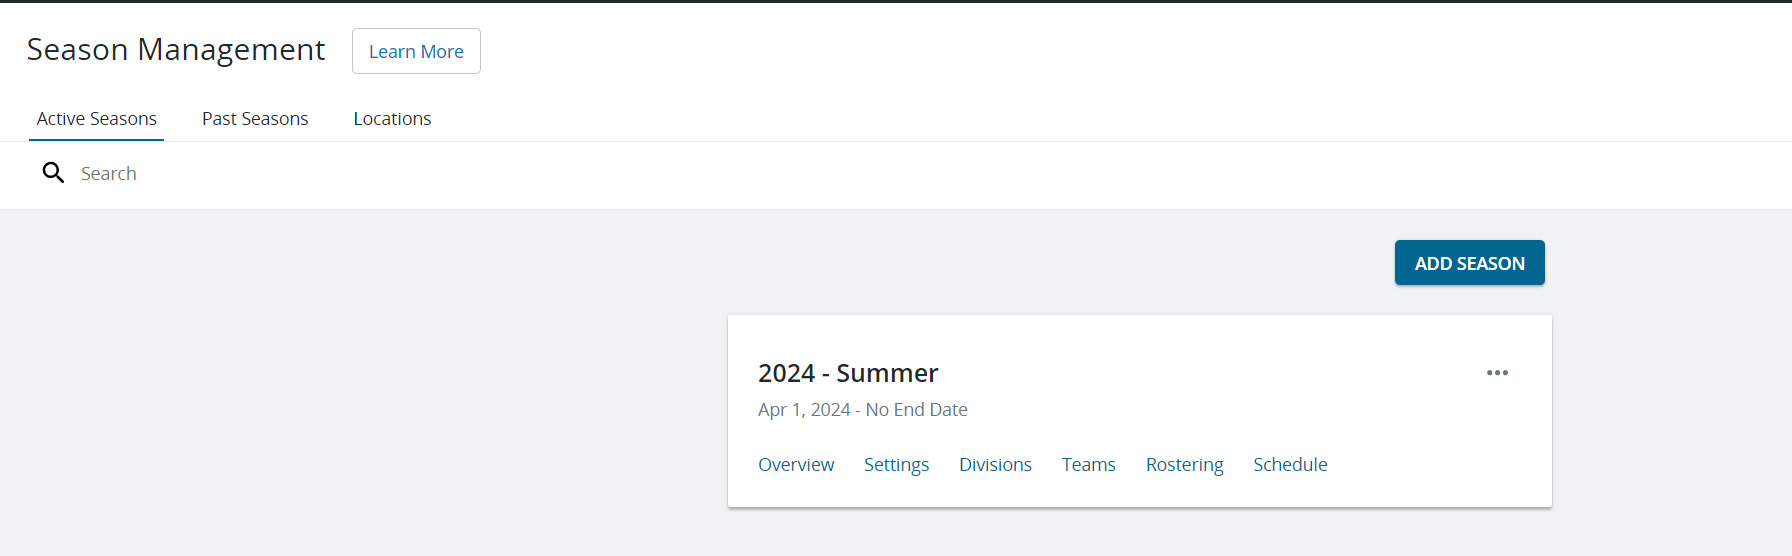 Season Management Learn More
Active Seasons Past Seasons Locations
Search
ADD SEASON
2024 - Summer
Apr 1, 2024 - No End Date
Overview Settings Divisions Teams Rostering Schedule